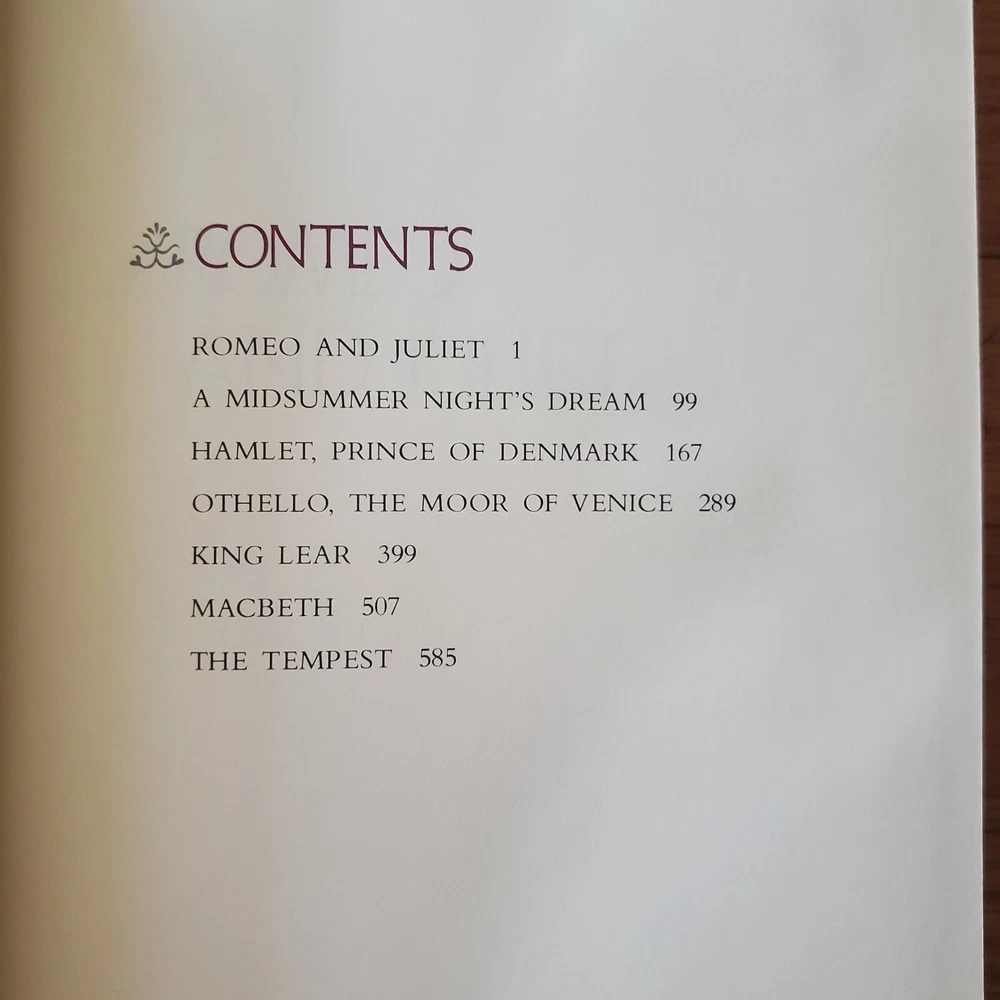 CONTENTS
ROMEO AND JULIET 1
A MIDSUMMER NIGHT'S DREAM 99
HAMLET, PRINCE OF DENMARK 167
OTHELLO, THE MOOR OF VENICE 289
KING LEAR 399
MACBETH 507
THE TEMPEST 585